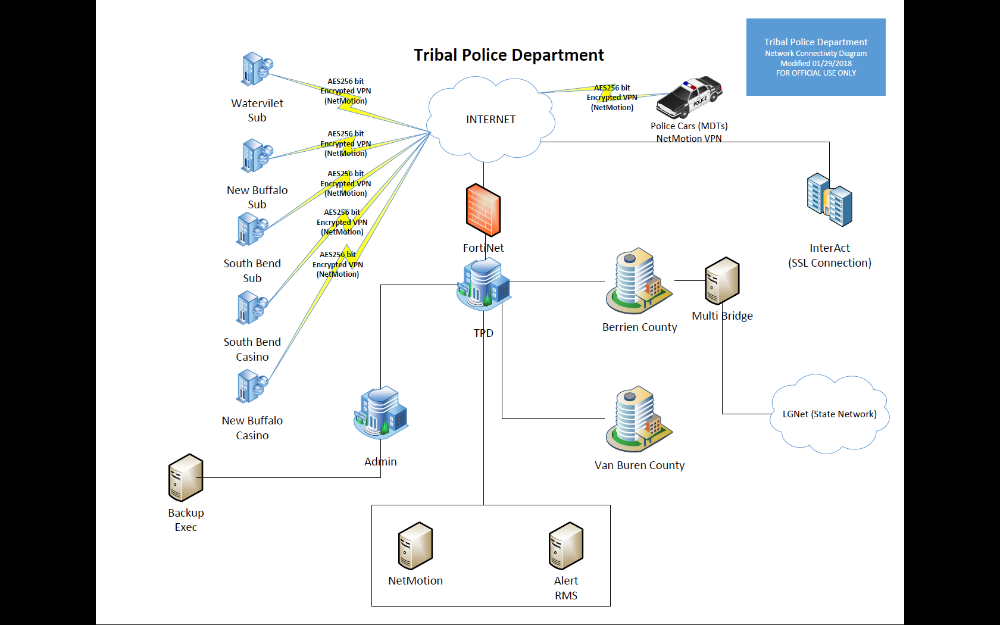 Tribal Police Department
Tribal Police Department
Network Connectivity Diagram
Modified 01/29/2018
FOR OFFICIAL USE ONLY
AES256 bit
Encrypted VPN
(NetMotion)
Watervilet
Sub
AES256 bit
Encrypted VPN
(NetMotion)
New Buffalo
Sub
AES256 bit
Encrypted VPN
(NetMotion)
South Bend
Sub
AES256 bit
Encrypted VPN
(NetMotion)
South Bend
Casino
AES256 bit
Encrypted VPN
(NetMotion)
New Buffalo
Casino
INTERNET
AES256 bit
Encrypted VPN
(NetMotion)
POLICE
Police Cars (MDTs)
NetMotion VPN
FortiNet
InterAct
(SSL Connection)
TPD
Berrien County
Multi Bridge
LGNet (State Network)
Admin
Van Buren County
Backup
Exec
NetMotion
Alert
RMS